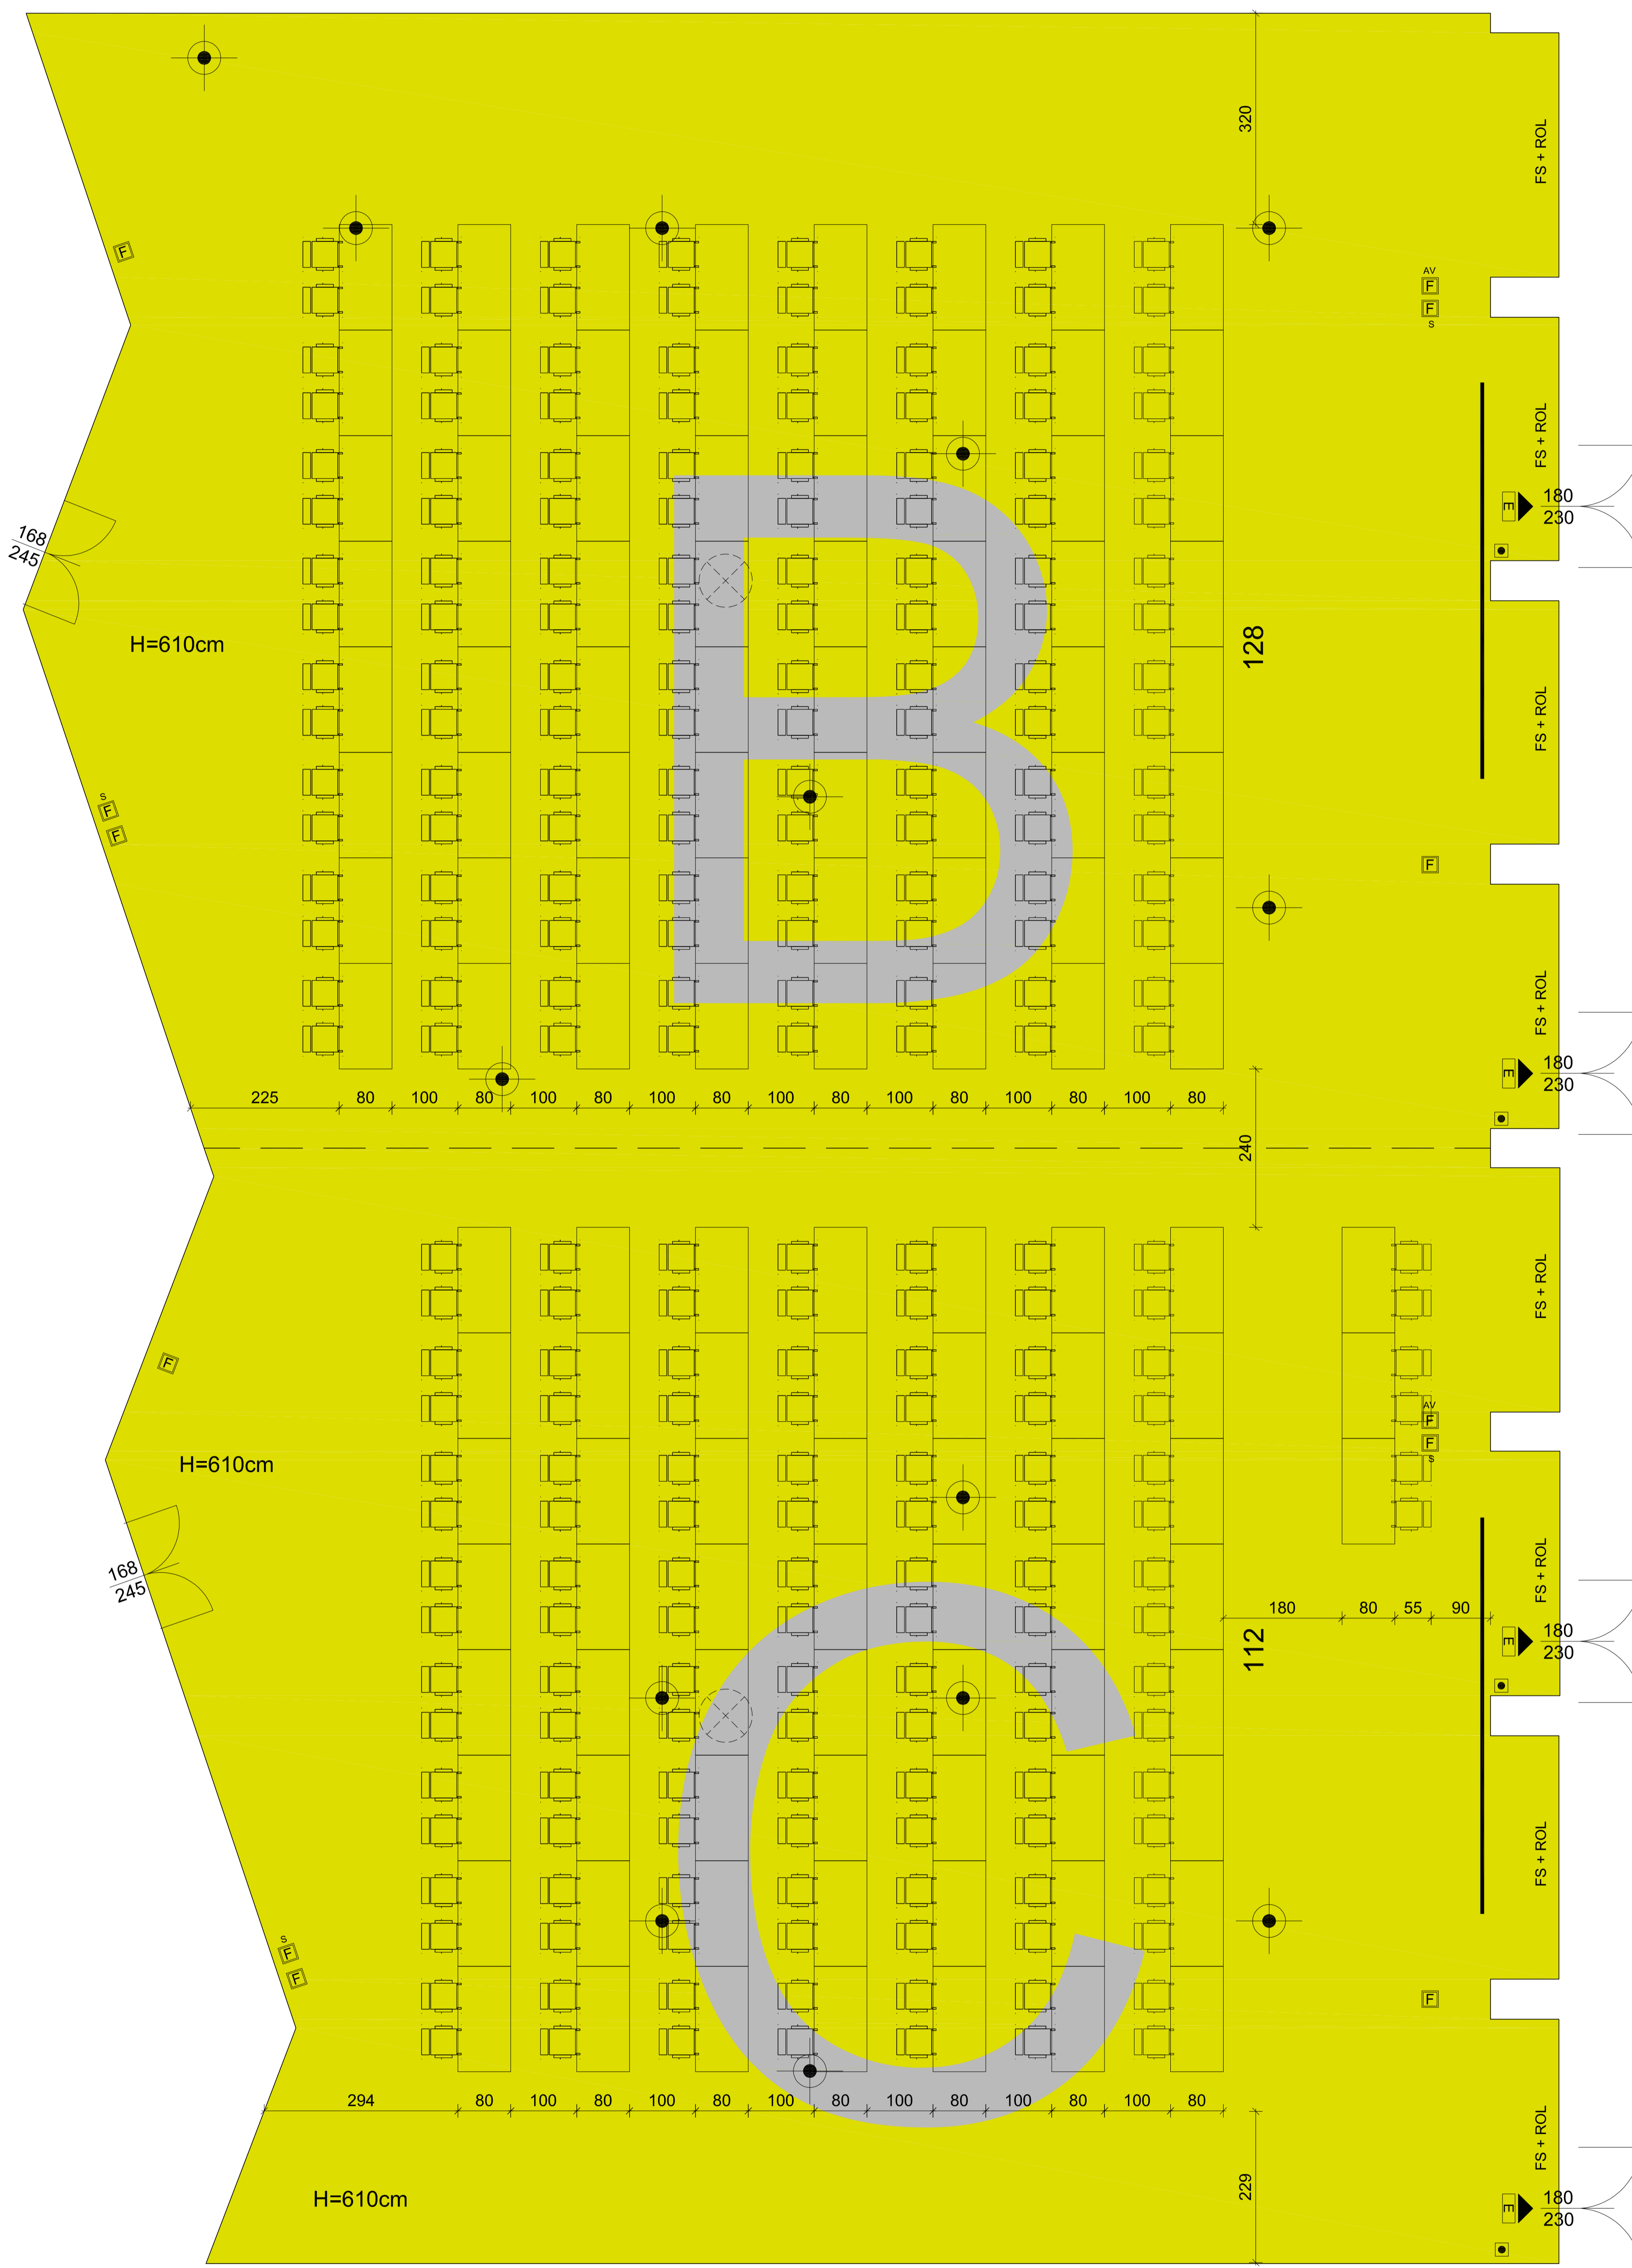 320
FS + ROL
F
AV
F
F
S
FS + ROL
180
230
E
168
245
H=610cm
128
FS + ROL
B
S
F
F
F
FS + ROL
180
230
E
225 80 100 80 100 80 100 80 100 80 100 80 100 80 100 80
240
FS + ROL
F
AV
F
F
S
H=610cm
168
245
FS + ROL
180 80 55 90
112
180
230
E
C
FS + ROL
S
F
F
F
294 80 100 80 100 80 100 80 100 80 100 80 100 80
FS + ROL
229
H=610cm
180
230
E